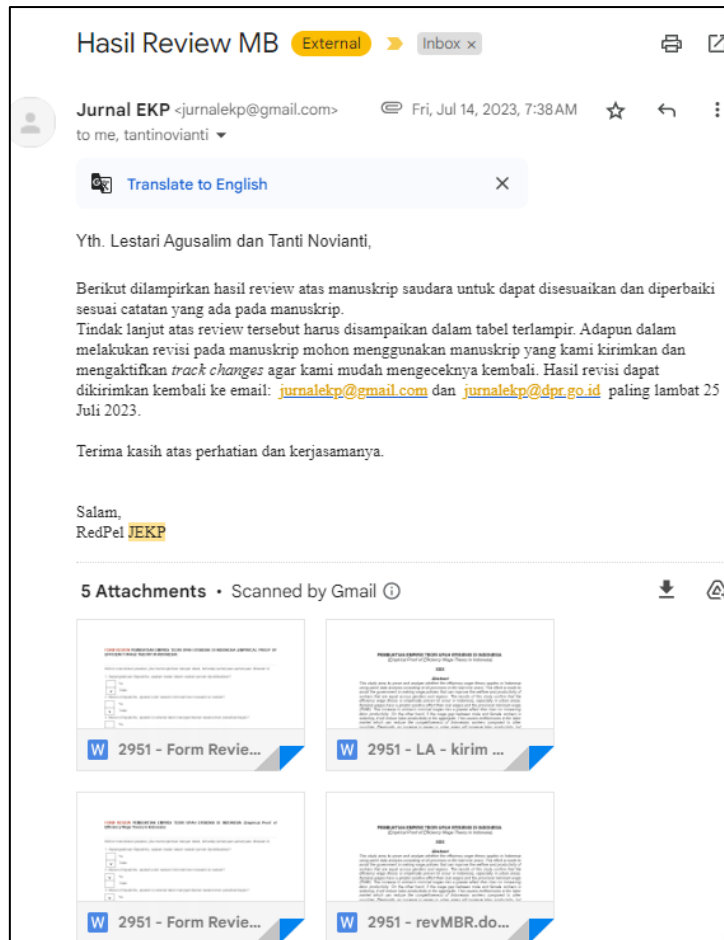 Hasil Review MB External Inbox x
Jurnal EKP <jurnalekp@gmail.com> Fri, Jul 14, 2023, 7:38 AM
to me, tantinovianti
Translate to English
Yth. Lestari Agusalim dan Tanti Novianti,
Berikut dilampirkan hasil review atas manuskrip saudara untuk dapat disesuaikan dan diperbaiki
sesuai catatan yang ada pada manuskrip.
Tindak lanjut atas review tersebut harus disampaikan dalam tabel terlampir. Adapun dalam
melakukan revisi pada manuskrip mohon menggunakan manuskrip yang kami kirimkan dan
mengaktifkan track changes agar kami mudah mengeceknya kembali. Hasil revisi dapat
dikirimkan kembali ke email: jurnalekp@gmail.com dan jurnalekp@dpr.go.id paling lambat 25
Juli 2023.
Terima kasih atas perhatian dan kerjasamanya.
Salam,
RedPel JEKP
5 Attachments • Scanned by Gmail
W 2951 - Form Revie...
W 2951 - LA - kirim ...
W 2951 - Form Revie...
W 2951 - revMBR.do...